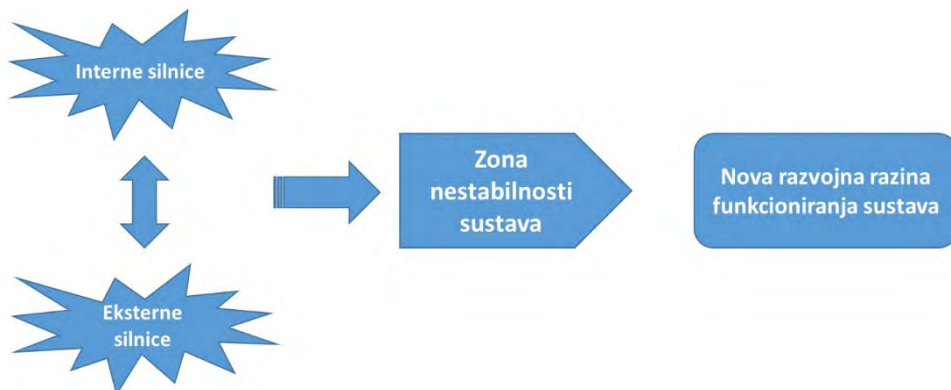 Interne silnice
Zona
nestabilnosti
sustava
Nova razvojna razina
funkcioniranja sustava
Eksterne
silnice